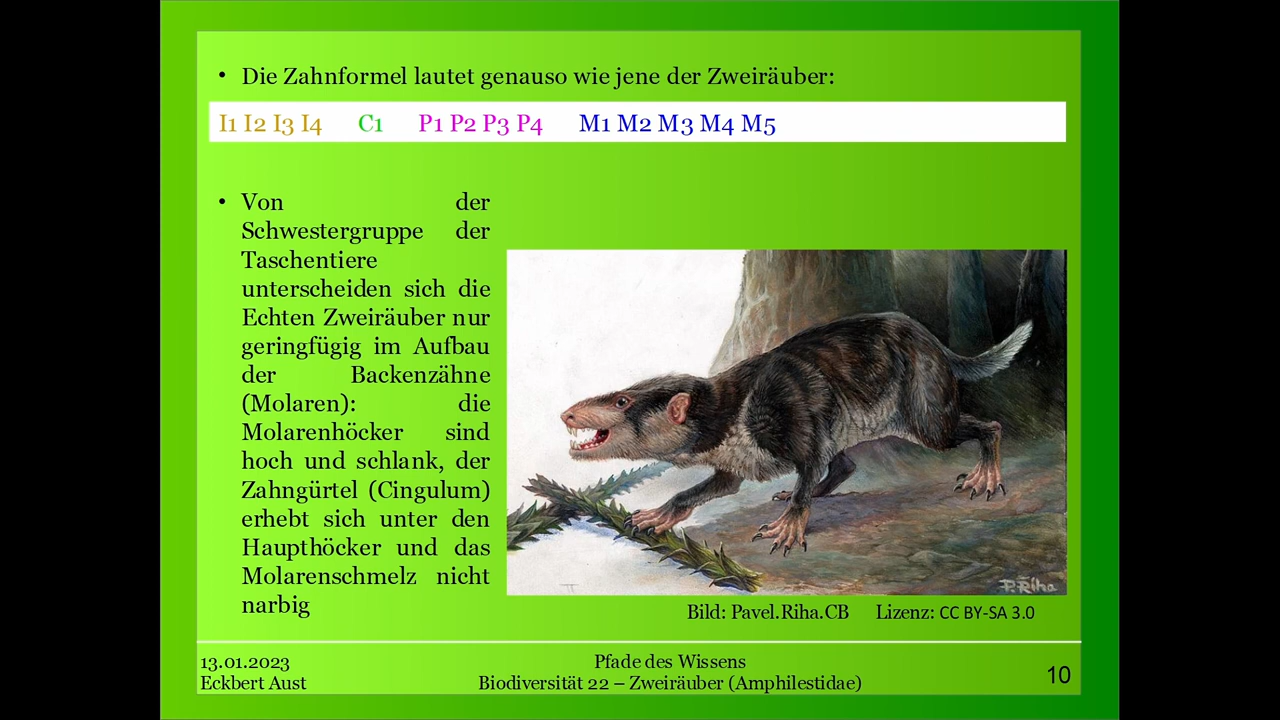 • Die Zahnformel lautet genauso wie jene der Zweiräuber:
I1 I2 I3 I4 C1 P1 P2 P3 P4 M1 M2 M3 M4 M5
• Von der
Schwestergruppe der
Taschentiere
unterscheiden sich die
Echten Zweiräuber nur
geringfügig im Aufbau
der Backenzähne
(Molaren): die
Molarenhöcker sind
hoch und schlank, der
Zahngürtel (Cingulum)
erhebt sich unter den
Haupthöcker und das
Molarenschmelz nicht
narbig
P.Říha
Bild: Pavel.Riha.CB Lizenz: CC BY-SA 3.0
13.01.2023
Eckbert Aust
Pfade des Wissens
Biodiversität 22 – Zweiräuber (Amphilestidae)
10